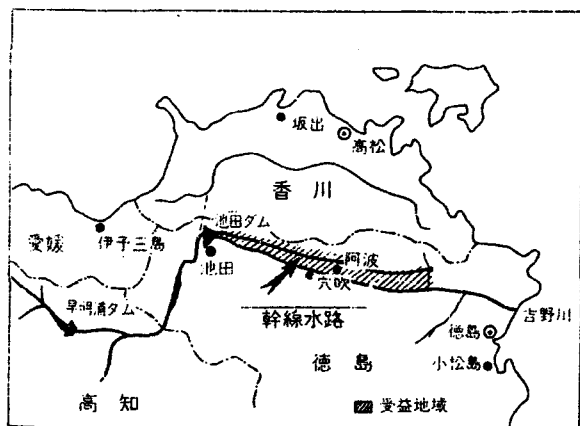 坂出
高松
香川
池田ダム
愛媛
伊予三島
池田
阿波
穴吹
早明浦ダム
幹線水路
吉野川
徳島
徳島
小松島
高知
受益地域